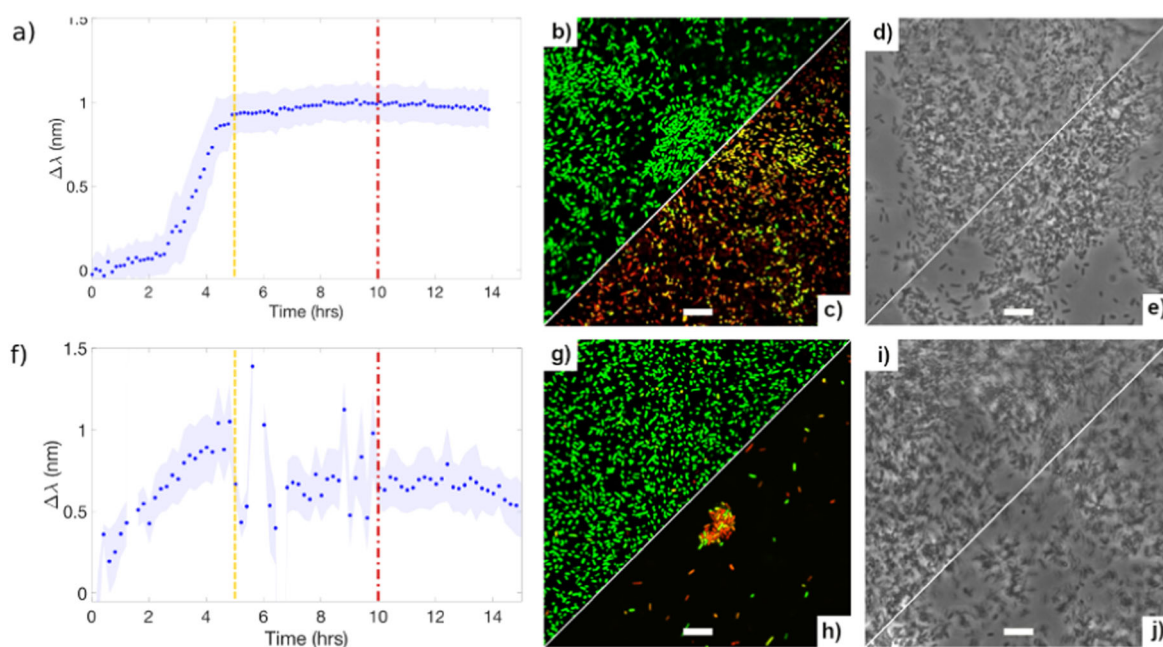 a)
1.5
1
0.5
0
Δλ (nm)
0 2 4 6 8 10 12 14
Time (hrs)
b)
c)
d)
e)
f)
1.5
1
0.5
0
Δλ (nm)
0 2 4 6 8 10 12 14
Time (hrs)
g)
h)
i)
j)